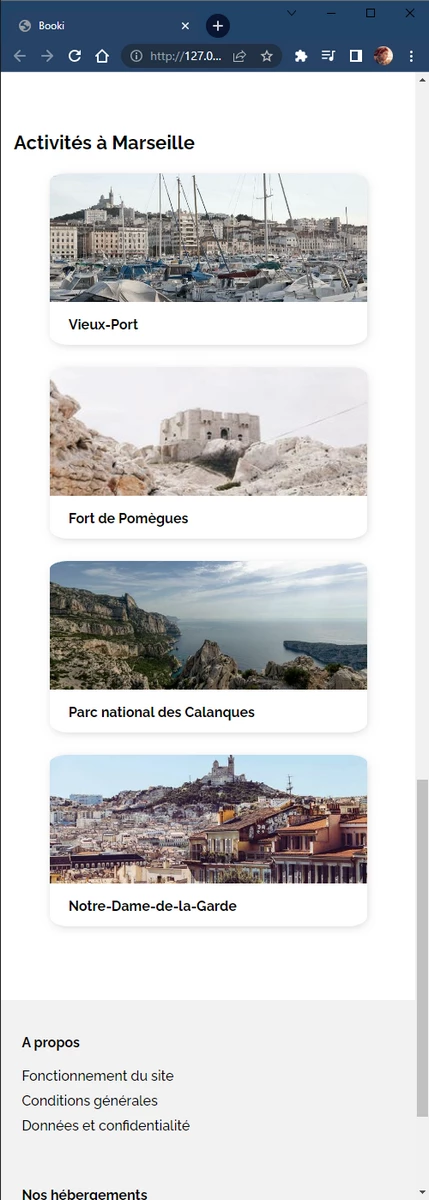 Booki
http://127.0...
Activités à Marseille
Vieux-Port
Fort de Pomègues
Parc national des Calanques
Notre-Dame-de-la-Garde
A propos
Fonctionnement du site
Conditions générales
Données et confidentialité
Nos hébergements